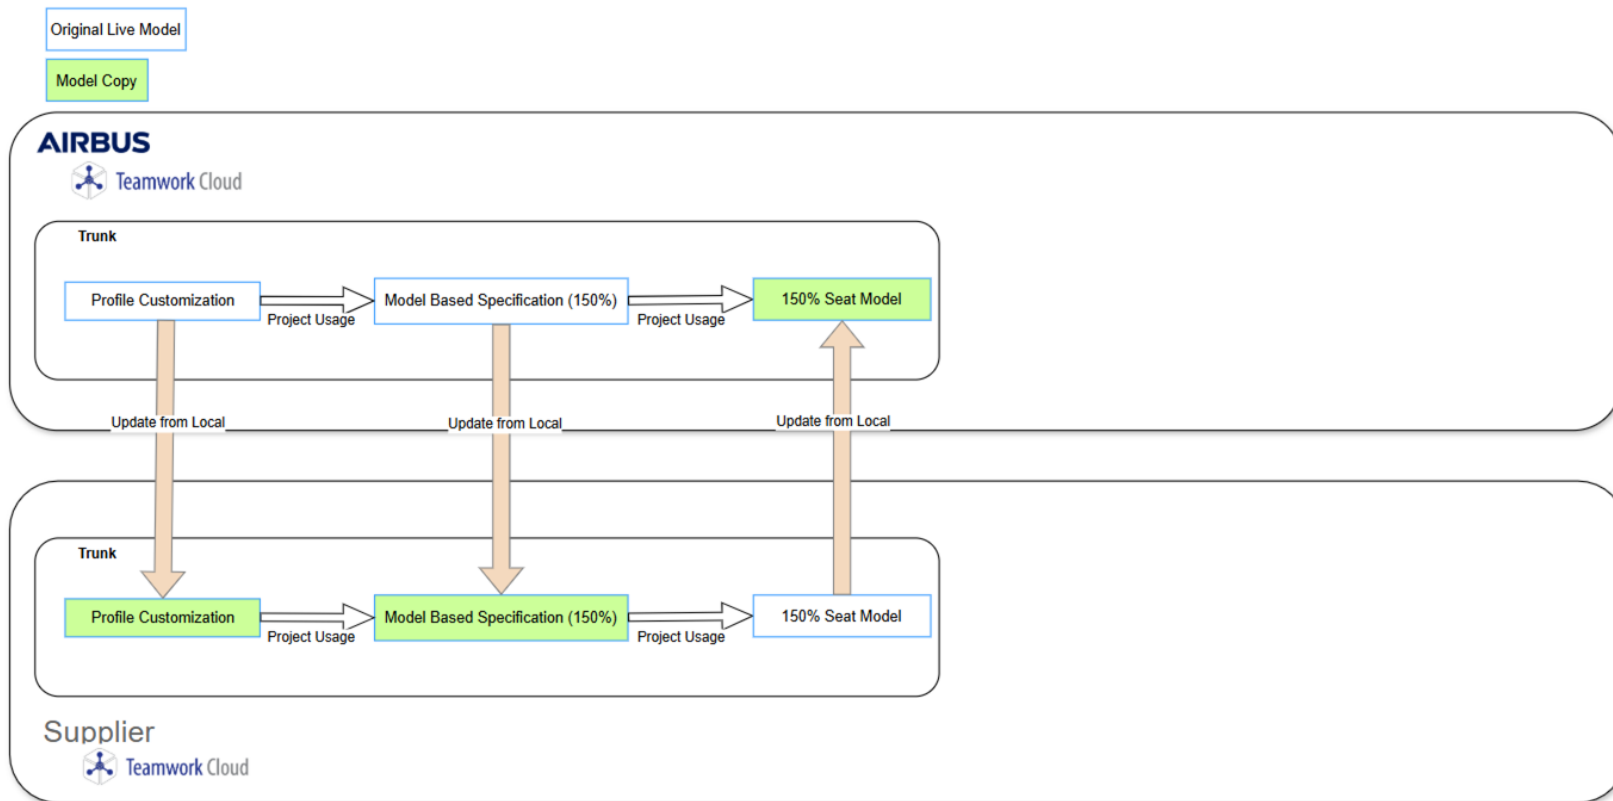 Original Live Model
Model Copy
AIRBUS
Teamwork Cloud
Trunk
Profile Customization
Project Usage
Model Based Specification (150%)
Project Usage
150% Seat Model
Update from Local
Update from Local
Update from Local
Trunk
Profile Customization
Project Usage
Model Based Specification (150%)
Project Usage
150% Seat Model
Supplier
Teamwork Cloud